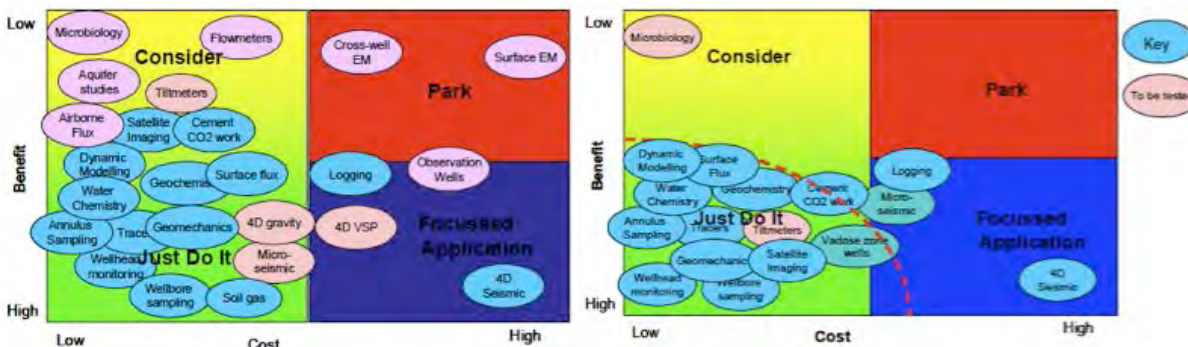 Low
Microbiology
Flowmeters
Consider
Cross-well
EM
Surface EM
Aquifer
studies
Tiltmeters
Park
Airborne
Flux
Satellite
Imaging
Cement
CO2 work
Benefit
Dynamic
Modelling
Geochemist
Surface flux
Logging
Observation
Wells
Water
Chemistry
Annulus
Sampling
Trace
Geomechanics
4D gravity
4D VSP
Focussed
Application
Just Do It
Wellhead
monitoring
Micro-
seismic
Wellbore
sampling
Soil gas
4D
Seismic
High
Low
Cost
High
Low
Microbiology
Consider
Park
Key
To be tested
Benefit
Dynamic
Modelling
Surface
Flux
Geochemistry
Cement
CO2 work
Logging
Water
Chemistry
Micro-
seismic
Annulus
Sampling
Tracers
Just Do It
Tiltmeters
Focussed
Application
Vadose zone
wells
Geomechanic
Satellite
Imaging
Wellhead
monitoring
Wellbore
sampling
4D
Seismic
High
Low
Cost
High